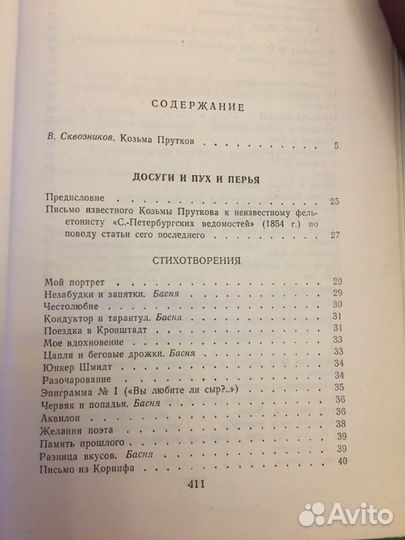 СОДЕРЖАНИЕ
В. Сквозников. Козьма Прутков . . . . . . . . . . 5
ДОСУГИ И ПУХ И ПЕРЬЯ
Предисловие . . . . . . . . . . 25
Письмо известного Козьмы Пруткова к неизвестному фель-
етонисту «С.-Петербургских ведомостей» (1854 г.) по
поводу статьи сего последнего . . . . . . . . . . 27
СТИХОТВОРЕНИЯ
Мой портрет . . . . . . . . . . 29
Незабудки и запятки. Басня . . . . . . . . . . 29
Честолюбие . . . . . . . . . . 30
Кондуктор и тарантул. Басня . . . . . . . . . . 31
Поездка в Кронштадт . . . . . . . . . . 31
Мое вдохновение . . . . . . . . . . 33
Цапля и беговые дрожки. Басня . . . . . . . . . . 33
Юнкер Шмидт . . . . . . . . . . 34
Разочарование . . . . . . . . . . 34
Эпиграмма № I («Вы любите ли сыр?..») . . . . . . . . . . 35
Червяк и попадья. Басня . . . . . . . . . . 36
Аквилон . . . . . . . . . . 36
Желания поэта . . . . . . . . . . 38
Память прошлого . . . . . . . . . . 39
Разница вкусов. Басня . . . . . . . . . . 39
Письмо из Коринфа . . . . . . . . . . 40
411
Avito